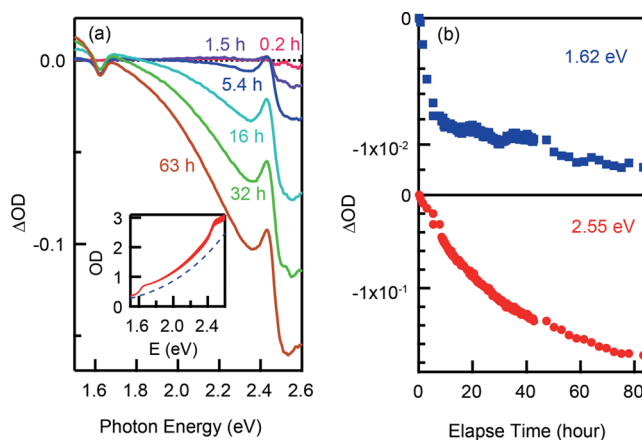 (a)
1.5 h
0.2 h
5.4 h
16 h
32 h
63 h
0.0
-0.1
ΔOD
1.6
1.8
2.0
2.2
2.4
2.6
Photon Energy (eV)
3
2
1
0
OD
1.6
2.0
2.4
E (eV)
(b)
1.62 eV
0
-1x10⁻²
0
2.55 eV
-1x10⁻¹
ΔOD
0
20
40
60
80
Elapse Time (hour)